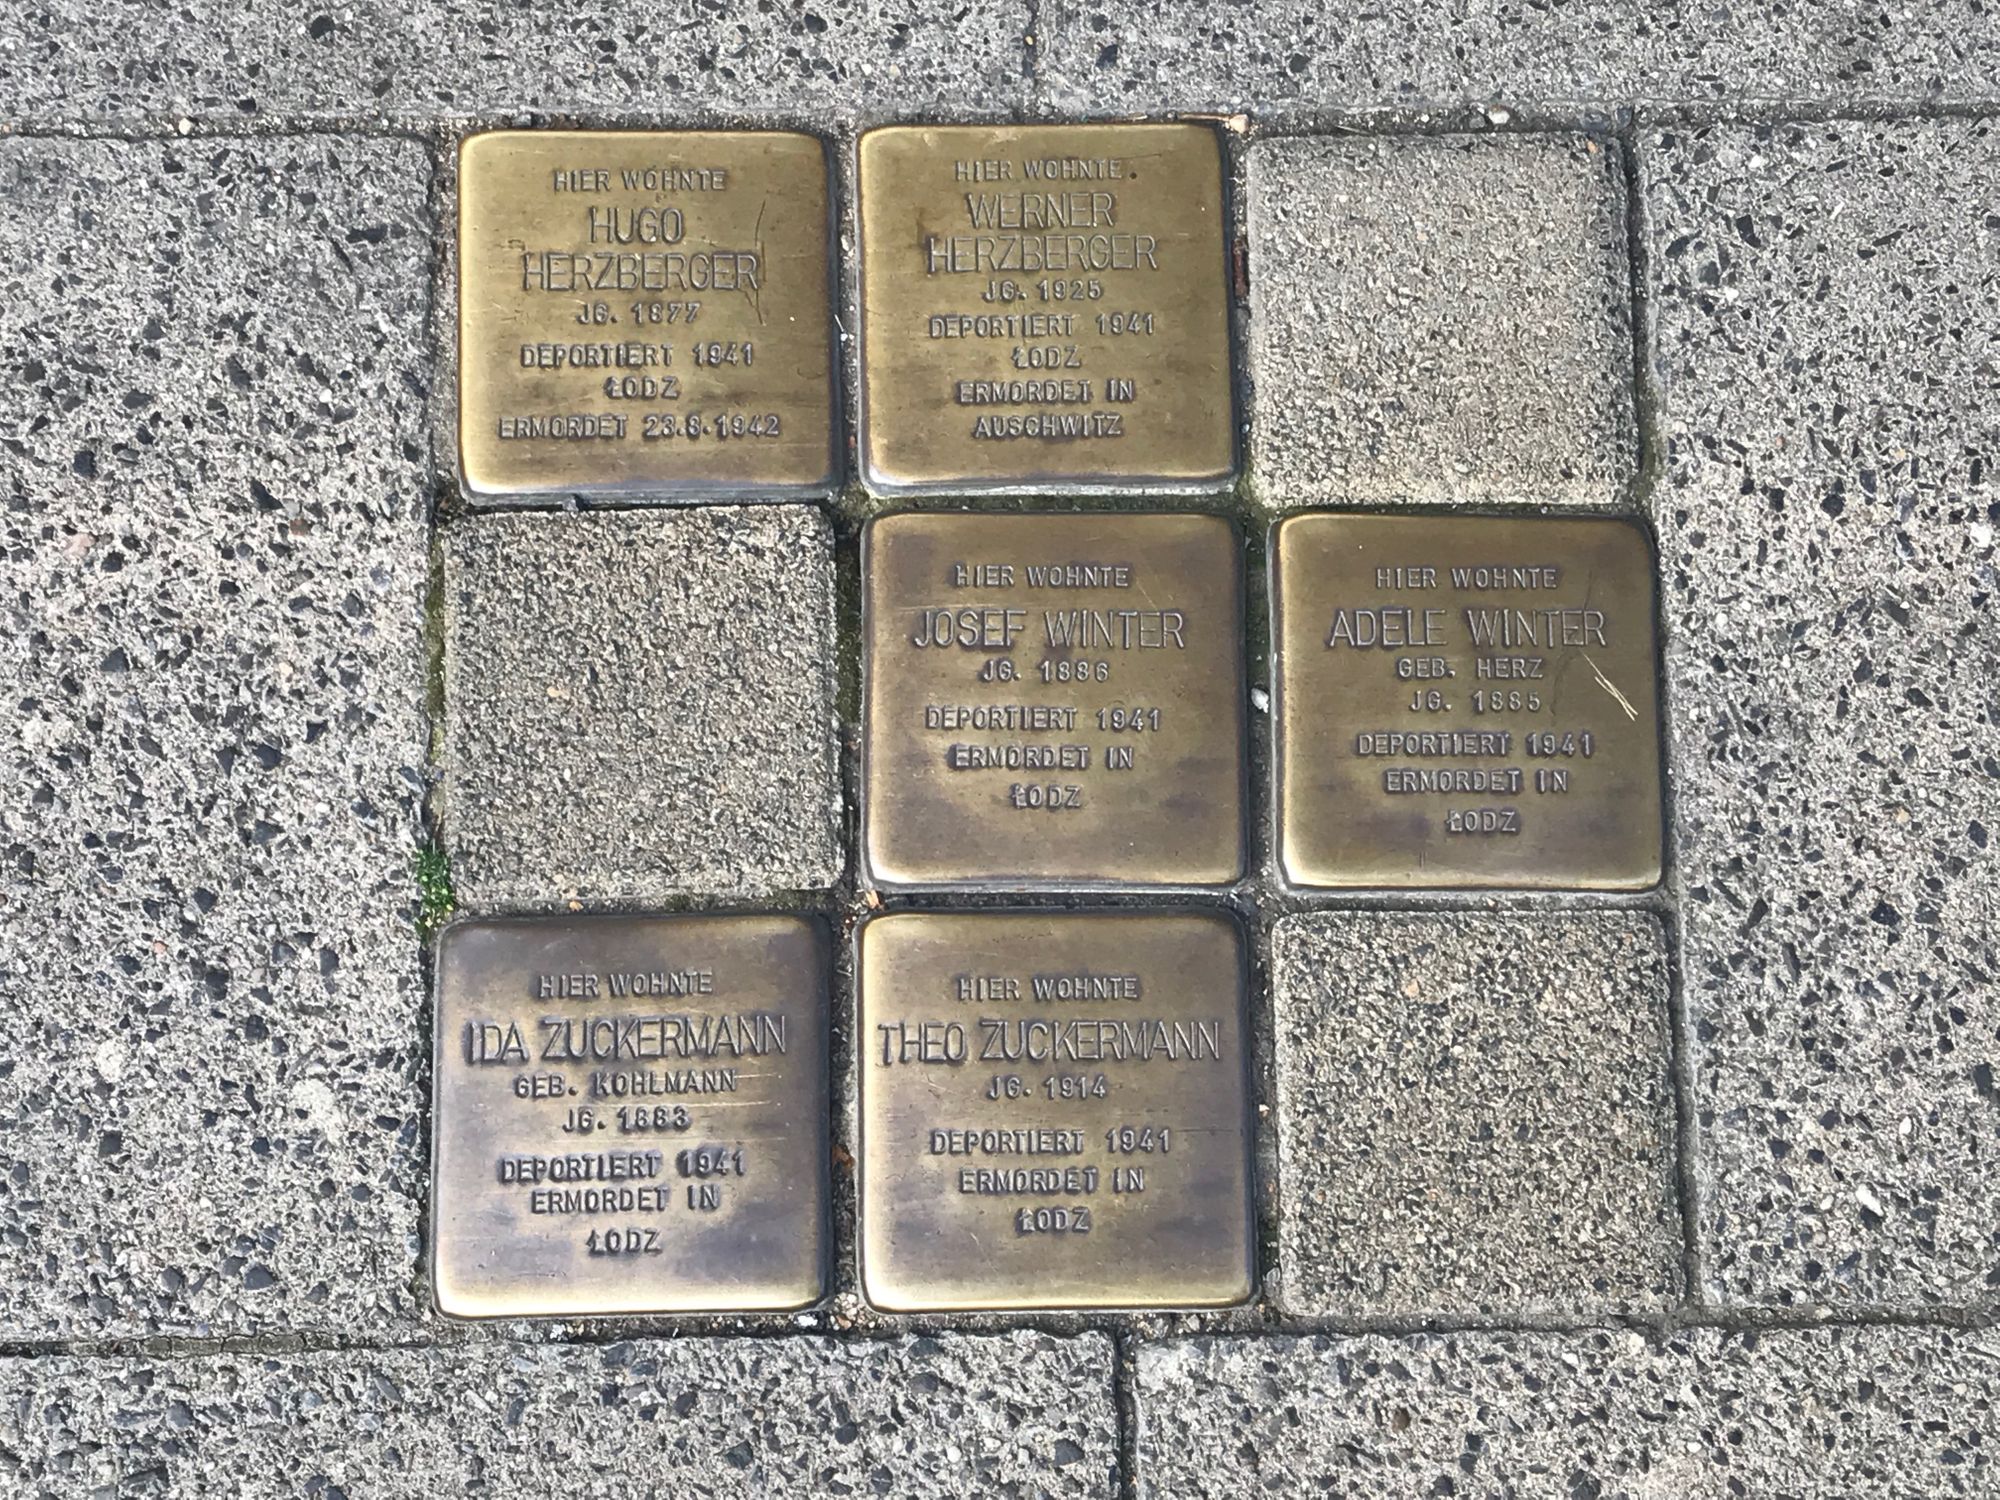 HIER WOHNTE
HUGO
HERZBERGER
JG. 1877
DEPORTIERT 1941
ŁODZ
ERMORDET 23.8.1942
HIER WOHNTE
WERNER
HERZBERGER
JG. 1925
DEPORTIERT 1941
ŁODZ
ERMORDET IN
AUSCHWITZ
HIER WOHNTE
JOSEF WINTER
JG. 1886
DEPORTIERT 1941
ERMORDET IN
ŁODZ
HIER WOHNTE
ADELE WINTER
GEB. HERZ
JG. 1885
DEPORTIERT 1941
ERMORDET IN
ŁODZ
HIER WOHNTE
IDA ZUCKERMANN
GEB. KOHLMANN
JG. 1883
DEPORTIERT 1941
ERMORDET IN
ŁODZ
HIER WOHNTE
THEO ZUCKERMANN
JG. 1914
DEPORTIERT 1941
ERMORDET IN
ŁODZ